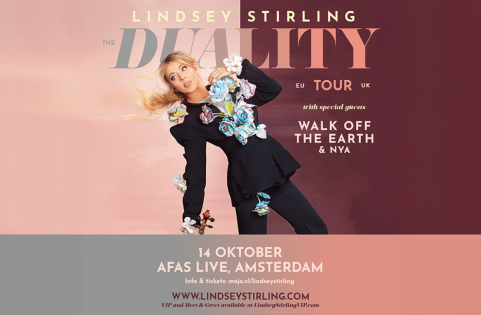 LINDSEY STIRLING
THE DUALITY
EU TOUR UK
with special guests
WALK OFF
THE EARTH
& NYA
14 OKTOBER
AFAS LIVE, AMSTERDAM
Info & tickets: mojo.nl/lindseystirling
WWW.LINDSEYSTIRLING.COM
VIP and Meet & Greet available at LindseyStirlingVIP.com